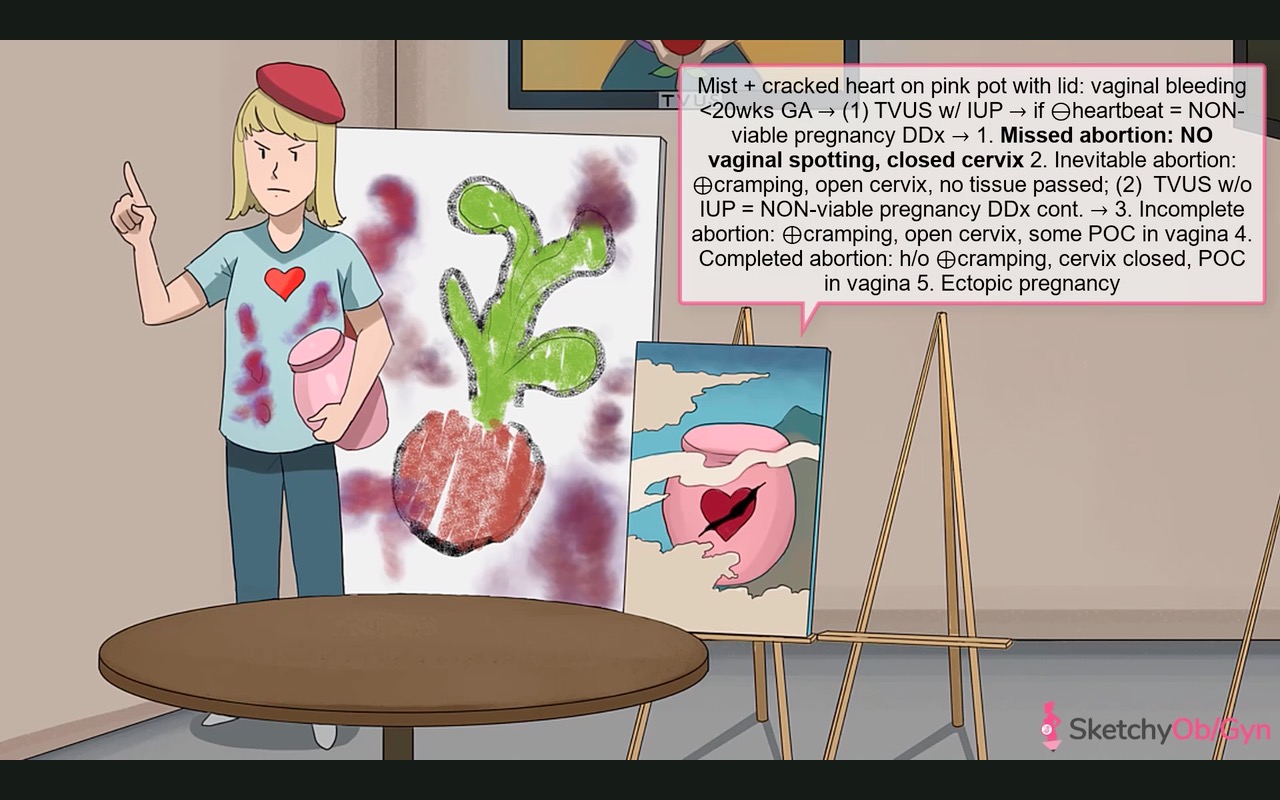 TVUS
Mist + cracked heart on pink pot with lid: vaginal bleeding
<20wks GA → (1) TVUS w/ IUP → if ⊖heartbeat = NON-
viable pregnancy DDx → 1. Missed abortion: NO
vaginal spotting, closed cervix 2. Inevitable abortion:
⊕cramping, open cervix, no tissue passed; (2)  TVUS w/o
IUP = NON-viable pregnancy DDx cont. → 3. Incomplete
abortion: ⊕cramping, open cervix, some POC in vagina 4.
Completed abortion: h/o ⊕cramping, cervix closed, POC
in vagina 5. Ectopic pregnancy
SketchyOb/Gyn